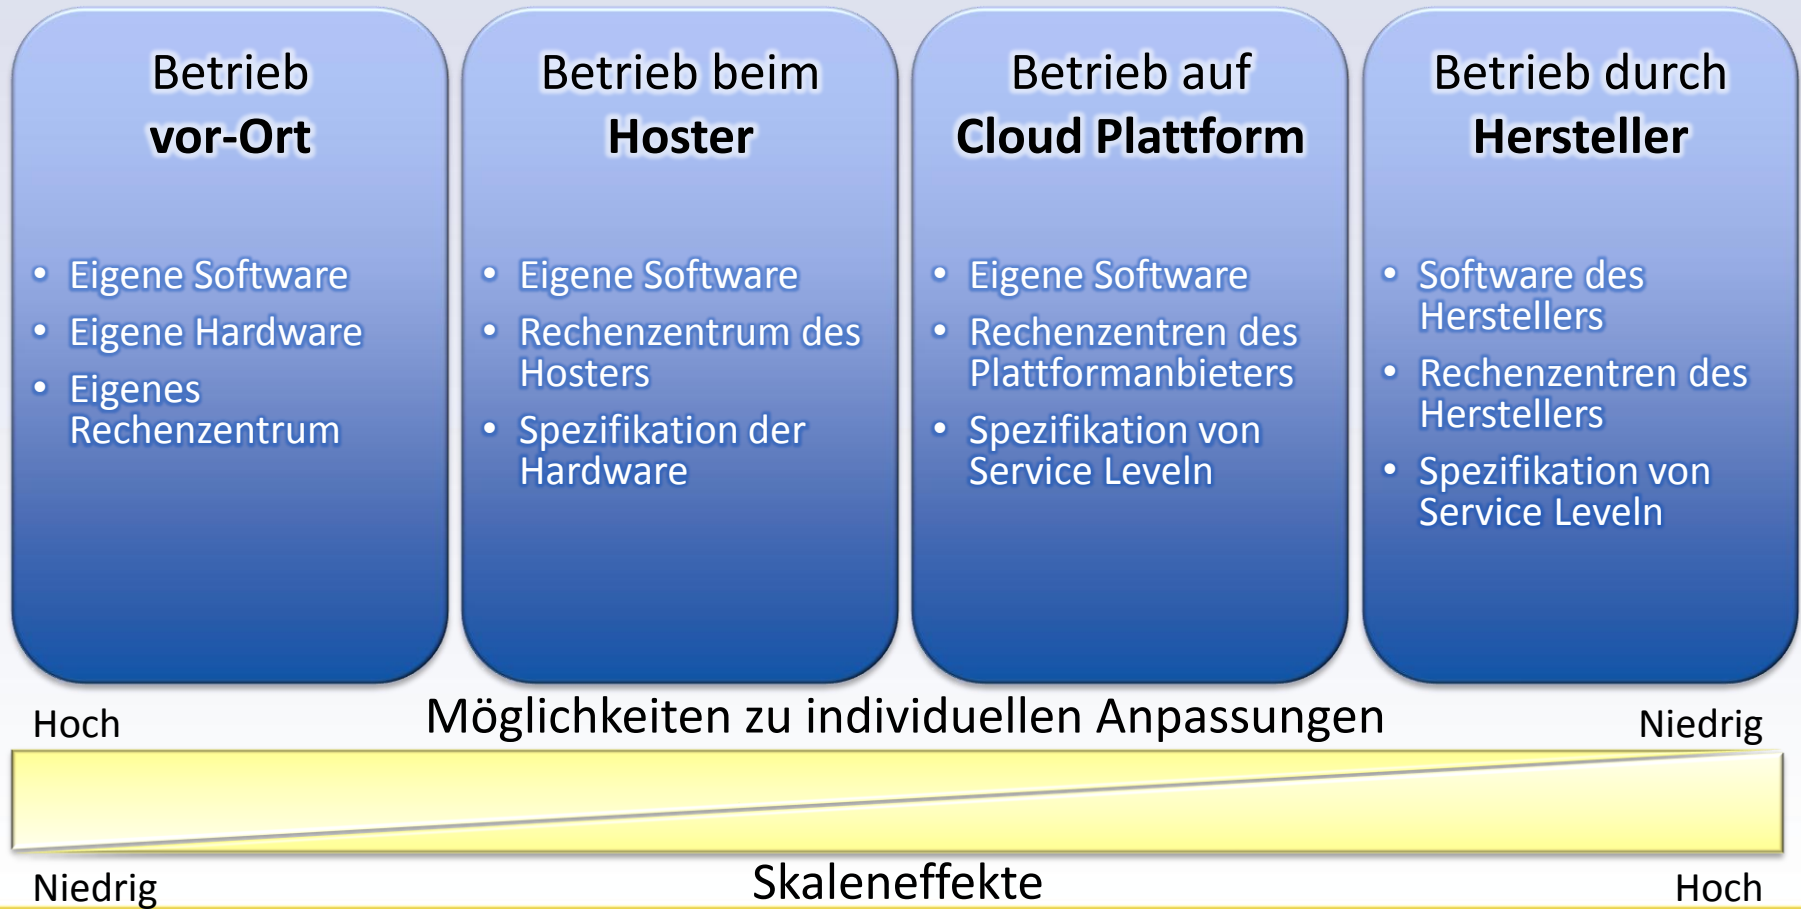 Betrieb
vor-Ort
• Eigene Software
• Eigene Hardware
• Eigenes
Rechenzentrum
Betrieb beim
Hoster
• Eigene Software
• Rechenzentrum des
Hosters
• Spezifikation der
Hardware
Betrieb auf
Cloud Plattform
• Eigene Software
• Rechenzentren des
Plattformanbieters
• Spezifikation von
Service Leveln
Betrieb durch
Hersteller
• Software des
Herstellers
• Rechenzentren des
Herstellers
• Spezifikation von
Service Leveln
Hoch Möglichkeiten zu individuellen Anpassungen Niedrig
Niedrig Skaleneffekte Hoch